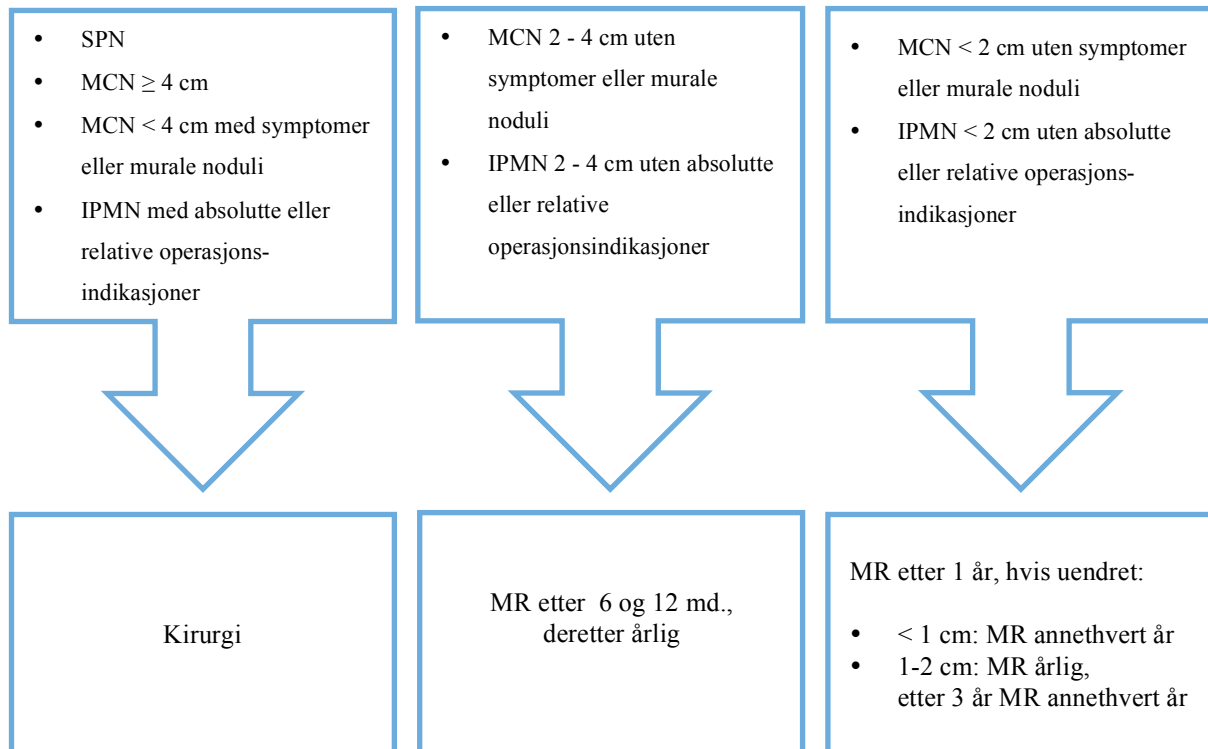 • SPN
• MCN ≥ 4 cm
• MCN < 4 cm med symptomer
eller murale noduli
• IPMN med absolutte eller
relative operasjons-
indikasjoner
• MCN 2 - 4 cm uten
symptomer eller murale
noduli
• IPMN 2 - 4 cm uten absolutte
eller relative
operasjonsindikasjoner
• MCN < 2 cm uten symptomer
eller murale noduli
• IPMN < 2 cm uten absolutte
eller relative operasjons-
indikasjoner
Kirurgi
MR etter 6 og 12 md.,
deretter årlig
MR etter 1 år, hvis uendret:
• < 1 cm: MR annethvert år
• 1-2 cm: MR årlig,
etter 3 år MR annethvert år